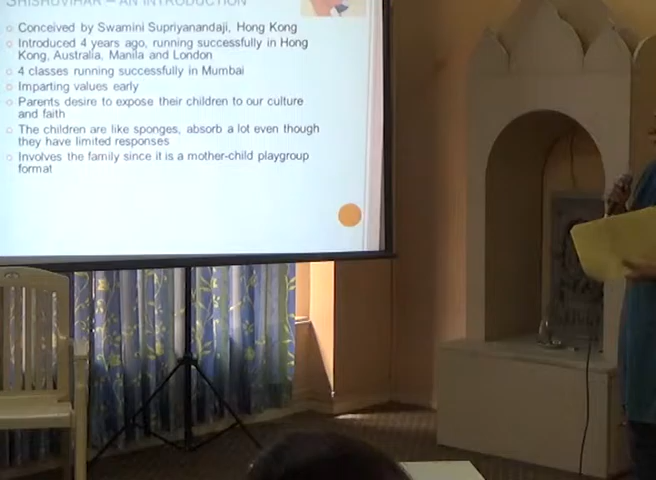 SHISHUVIHAR – AN INTRODUCTION
Conceived by Swamini Supriyanandaji, Hong Kong
Introduced 4 years ago, running successfully in Hong
Kong, Australia, Manila and London
4 classes running successfully in Mumbai
Imparting values early
Parents desire to expose their children to our culture
and faith
The children are like sponges, absorb a lot even though
they have limited responses
Involves the family since it is a mother-child playgroup
format